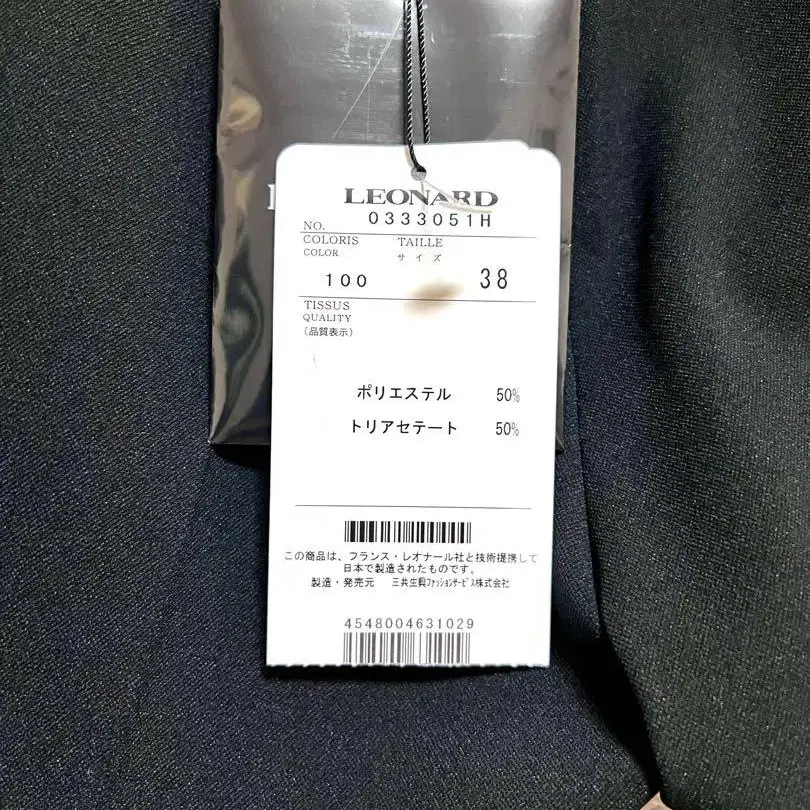 LEONARD
NO. 0333051H
COLORIS TAILLE
COLOR サイズ
100 38
TISSUS
QUALITY
(品質表示)
ポリエステル 50%
トリアセテート 50%
この商品は、フランス・レオナール社と技術提携して
日本で製造されたものです。
製造・発売元 三共生興ファッションサービス株式会社
4548004631029